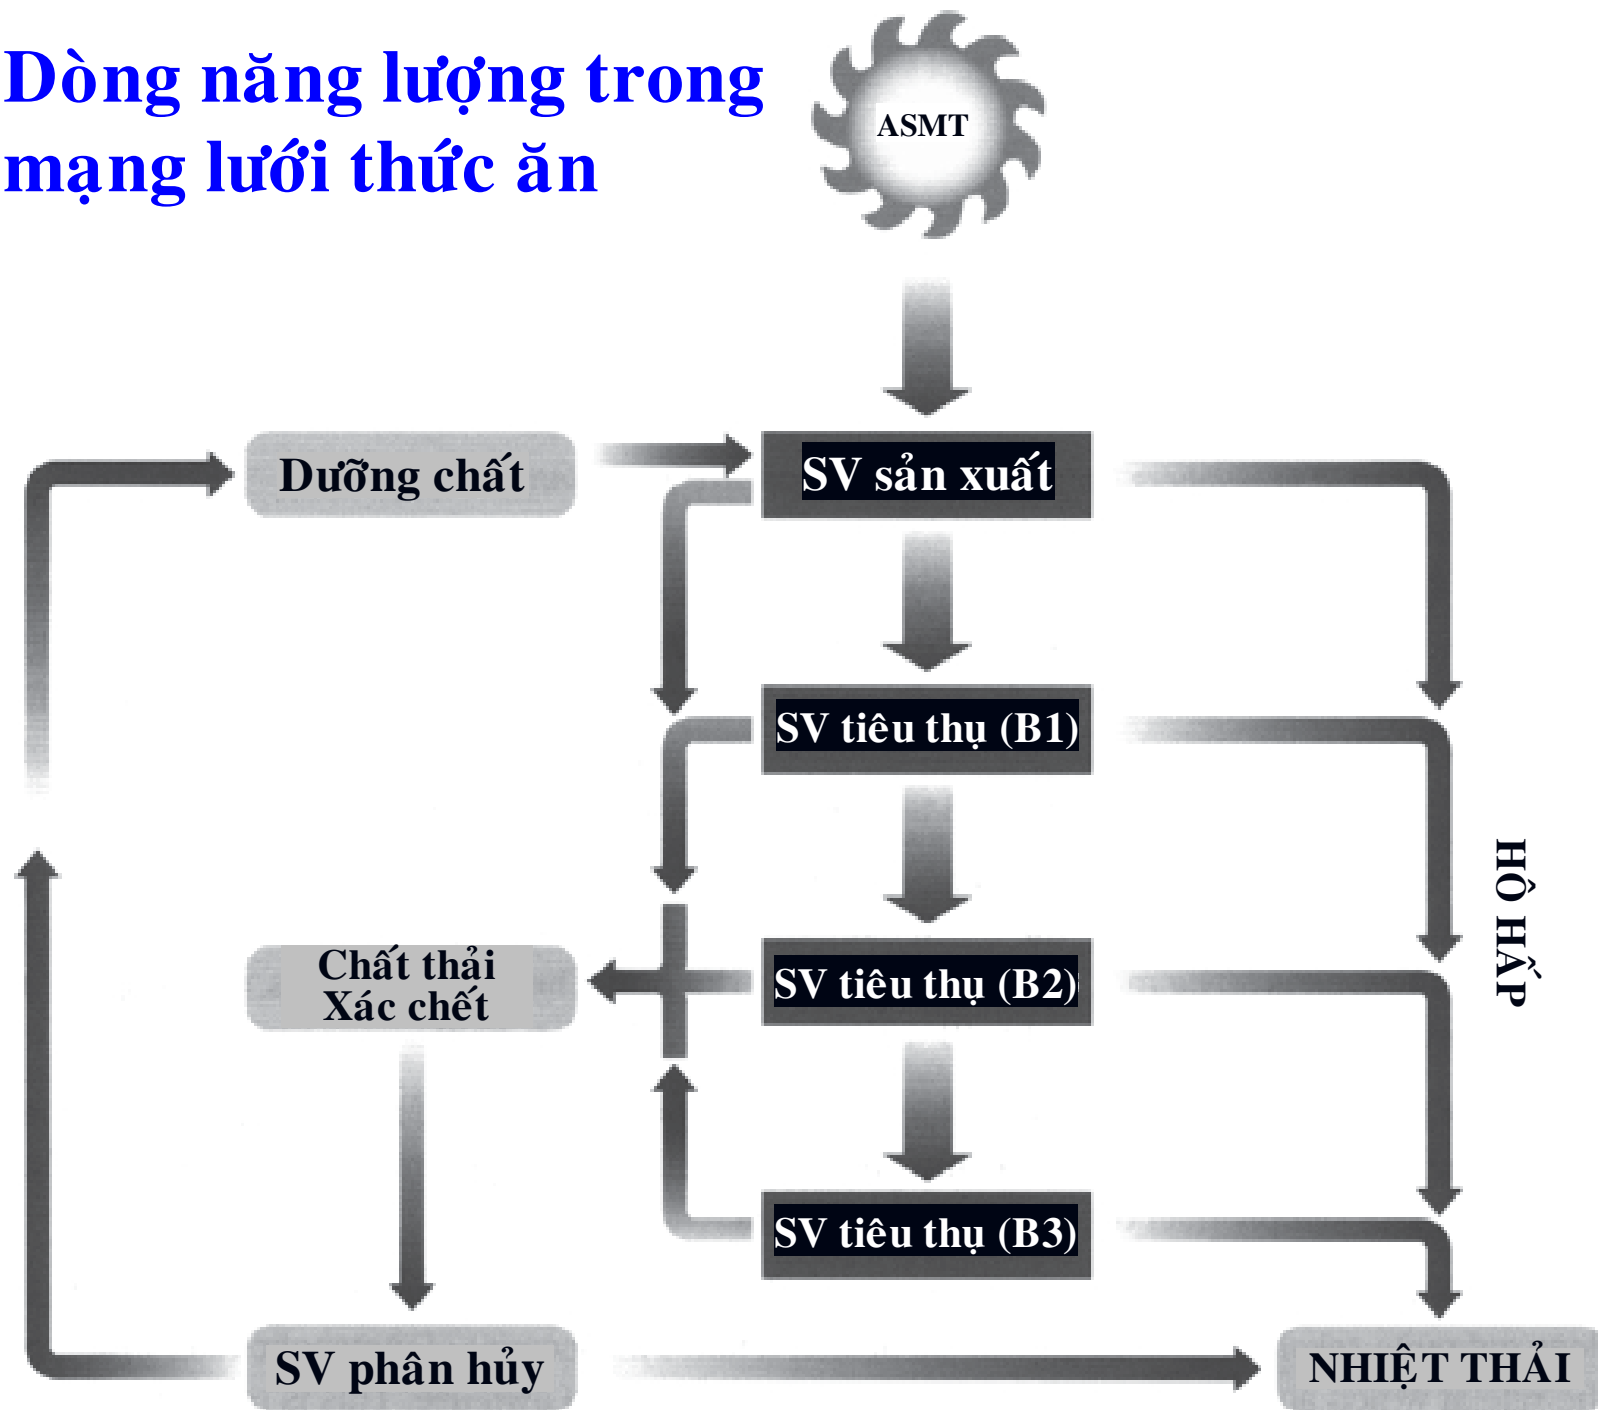 Dòng năng lượng trong
mạng lưới thức ăn
ASMT
Dưỡng chất
SV sản xuất
SV tiêu thụ (B1)
HÔ HẤP
Chất thải
Xác chết
SV tiêu thụ (B2)
SV tiêu thụ (B3)
SV phân hủy
NHIỆT THẢI